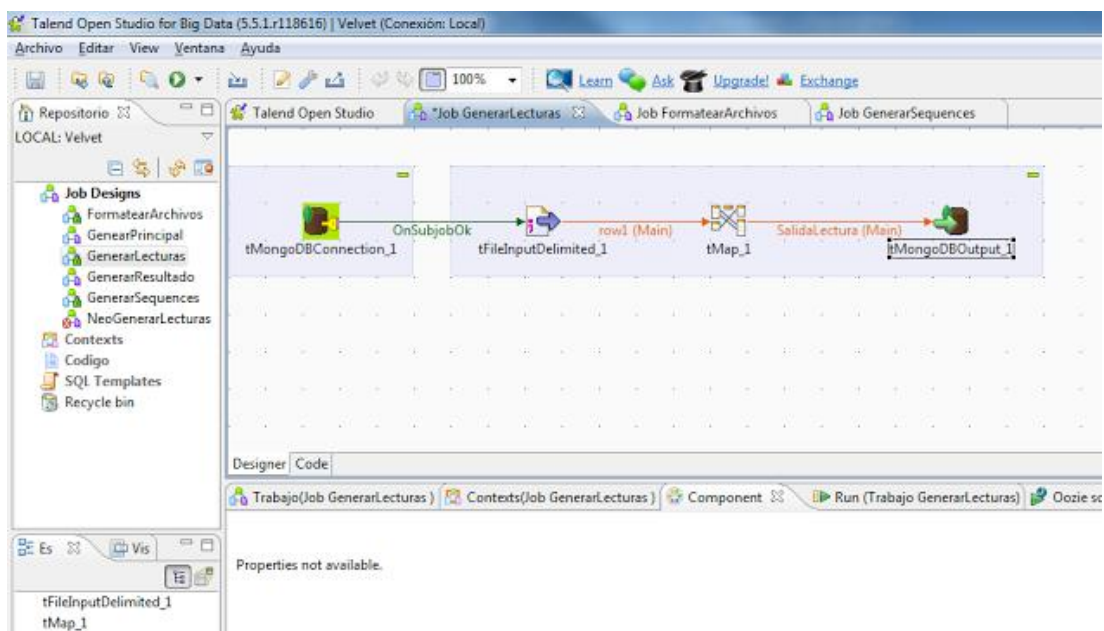 Talend Open Studio for Big Data (5.5.1.r118616) | Velvet (Conexión: Local)
Archivo Editar View Ventana Ayuda
100% Learn Ask Upgrade! Exchange
Repositorio
LOCAL: Velvet
Job Designs
FormatearArchivos
GenearPrincipal
GenerarLecturas
GenerarResultado
GenerarSequences
NeoGenerarLecturas
Contexts
Codigo
SQL Templates
Recycle bin
Talend Open Studio *Job GenerarLecturas Job FormatearArchivos Job GenerarSequences
OnSubjobOk row1 (Main) SalidaLectura (Main)
tMongoDBConnection_1 tFileInputDelimited_1 tMap_1 tMongoDBOutput_1
Designer Code
Trabajo(Job GenerarLecturas) Contexts(Job GenerarLecturas) Component Run (Trabajo GenerarLecturas) Oozie sc
Properties not available.
Es Vis
tFileInputDelimited_1
tMap_1